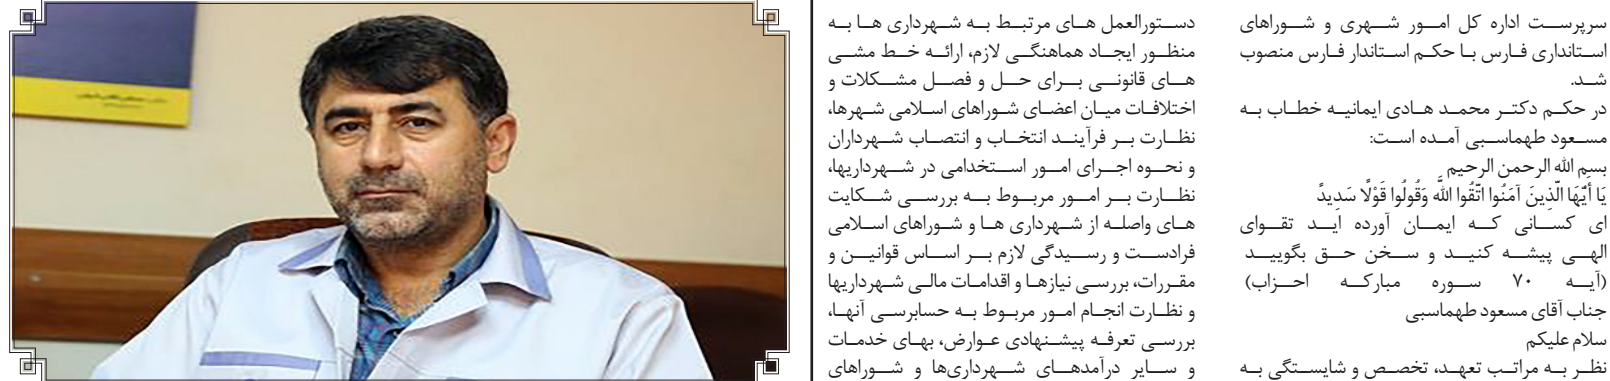 سرپرست اداره کل امور شهری و شوراهای
استانداری فارس با حکم استاندار فارس منصوب
شد.
در حکم دکتر محمد هادی ایمانیه خطاب به
مسعود طهماسبی آمده است:
بسم الله الرحمن الرحیم
يَا أَيُّهَا الَّذِينَ آمَنُوا اتَّقُوا اللَّهَ وَقُولُوا قَوْلًا سَدِيدً
ای کسانی که ایمان آورده اید تقوای
الهی پیشه کنید و سخن حق بگویید
(آیه ۷۰ سوره مبارکه احزاب)
جناب آقای مسعود طهماسبی
سلام علیکم
نظر به مراتب تعهد، تخصص و شایستگی به
دستورالعمل های مرتبط به شهرداری ها به
منظور ایجاد هماهنگی لازم، ارائه خط مشی
های قانونی برای حل و فصل مشکلات و
اختلافات میان اعضای شوراهای اسلامی شهرها،
نظارت بر فرآیند انتخاب و انتصاب شهرداران
و نحوه اجرای امور استخدامی در شهرداریها،
نظارت بر امور مربوط به بررسی شکایت
های واصله از شهرداری ها و شوراهای اسلامی
فرادست و رسیدگی لازم بر اساس قوانین و
مقررات، بررسی نیازها و اقدامات مالی شهرداریها
و نظارت انجام امور مربوط به حسابرسی آنها،
بررسی تعرفه پیشنهادی عوارض، بهای خدمات
و سایر درآمدهای شهرداری‌ها و شوراهای